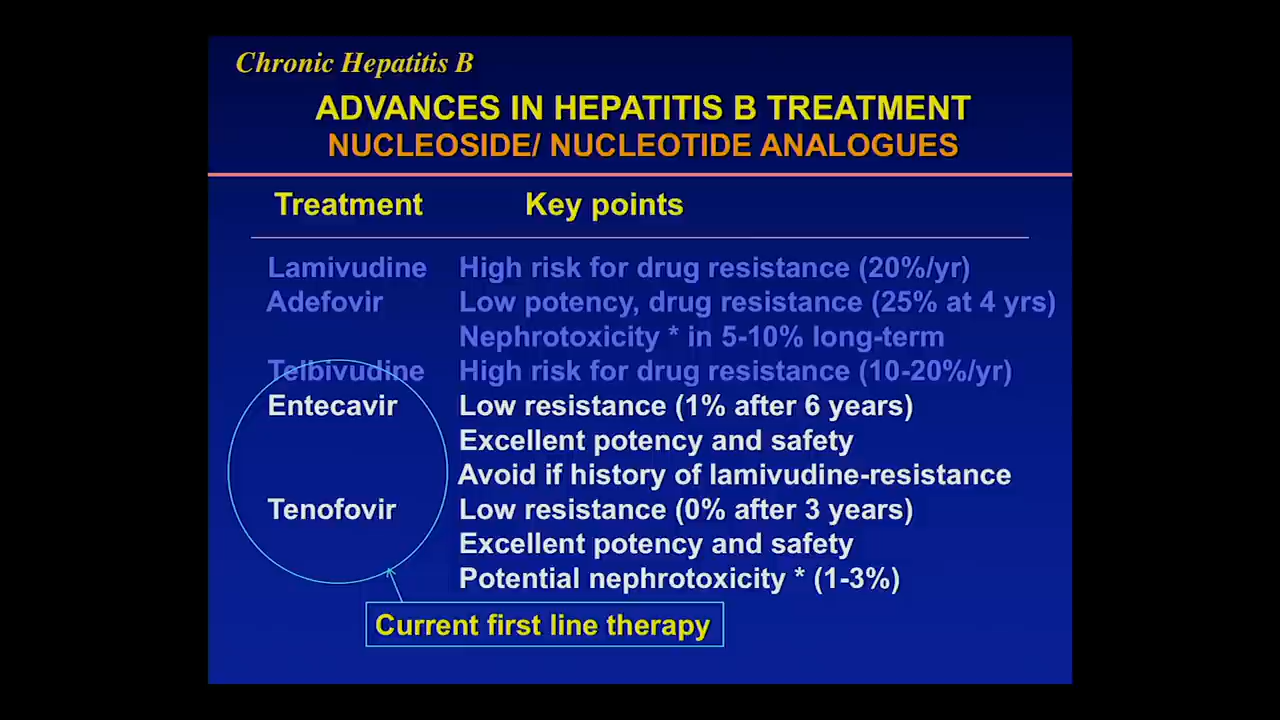 Chronic Hepatitis B
ADVANCES IN HEPATITIS B TREATMENT
NUCLEOSIDE/ NUCLEOTIDE ANALOGUES
Treatment Key points
Lamivudine High risk for drug resistance (20%/yr)
Adefovir Low potency, drug resistance (25% at 4 yrs)
Nephrotoxicity * in 5-10% long-term
Telbivudine High risk for drug resistance (10-20%/yr)
Entecavir Low resistance (1% after 6 years)
Excellent potency and safety
Avoid if history of lamivudine-resistance
Tenofovir Low resistance (0% after 3 years)
Excellent potency and safety
Potential nephrotoxicity * (1-3%)
Current first line therapy